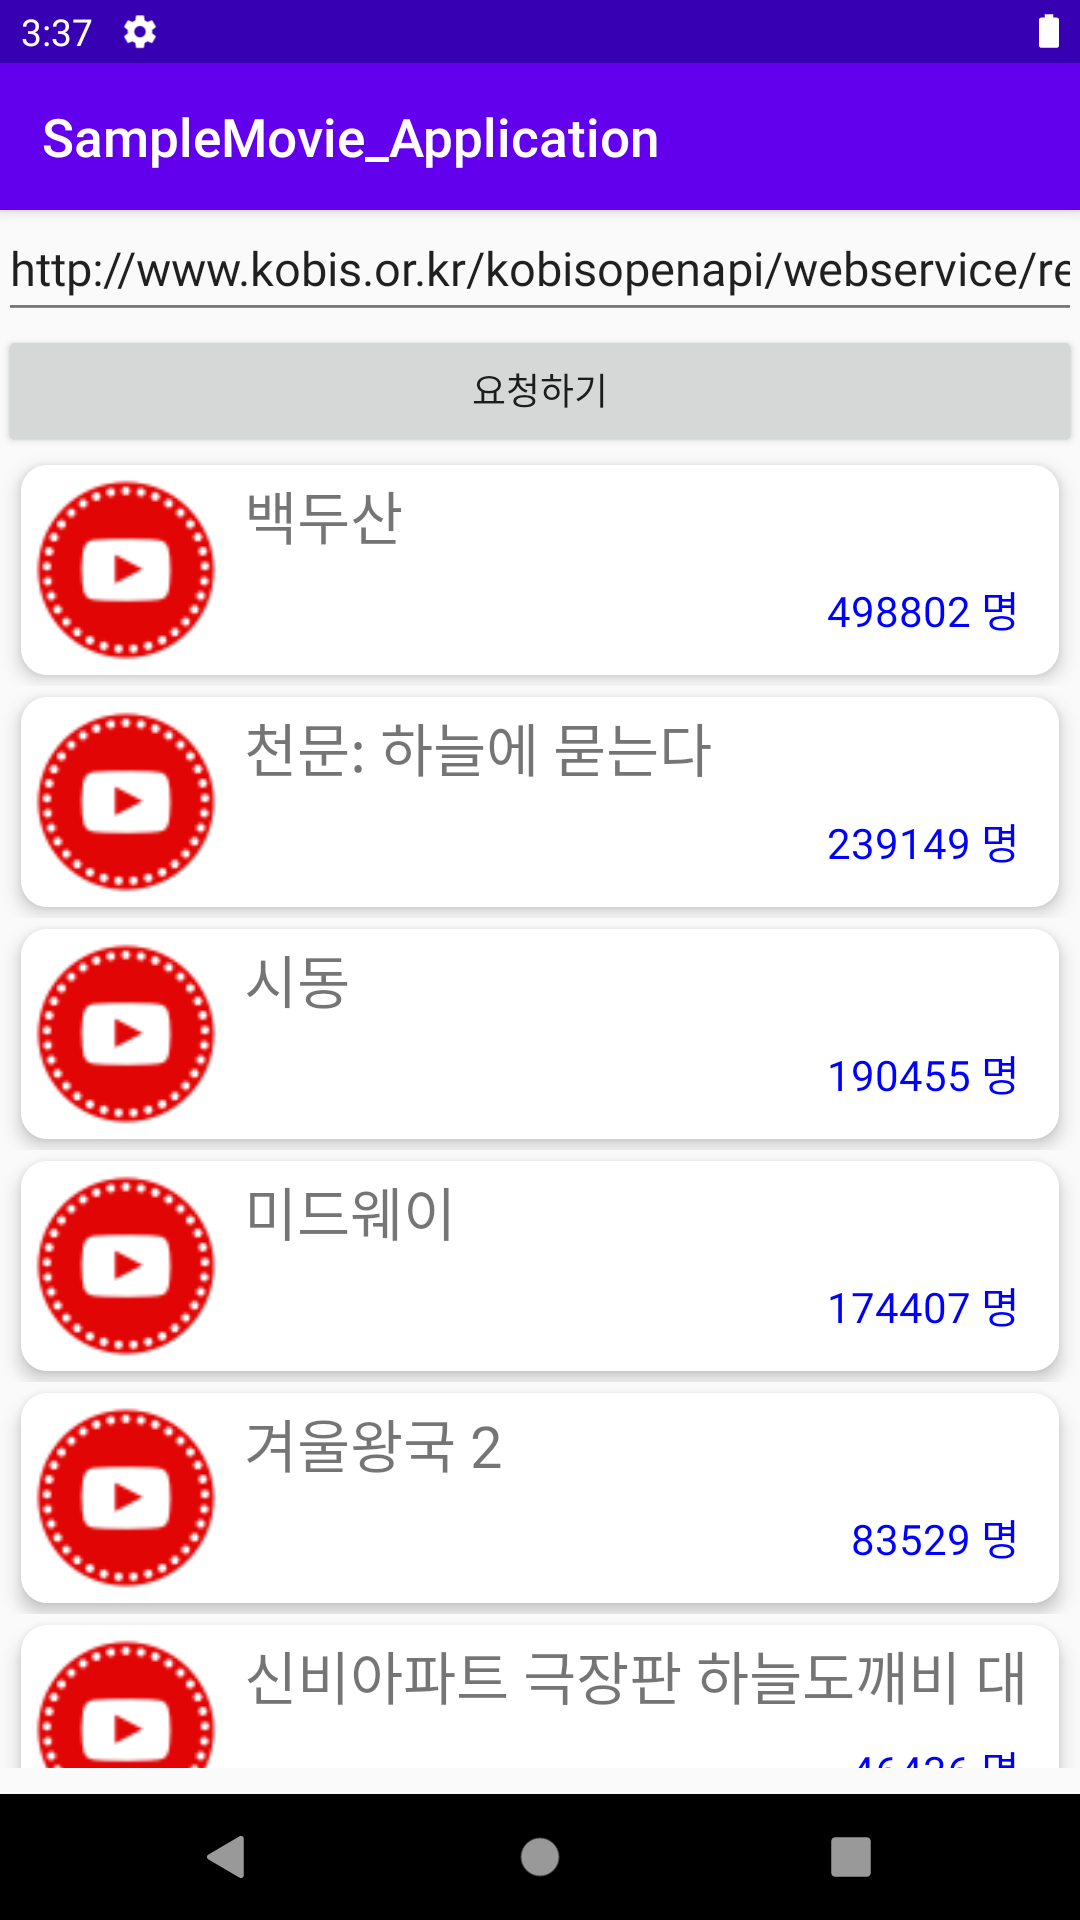 3:37
SampleMovie_Application
http://www.kobis.or.kr/kobisopenapi/webservice/re
요청하기
백두산
498802 명
천문: 하늘에 묻는다
239149 명
시동
190455 명
미드웨이
174407 명
겨울왕국 2
83529 명
신비아파트 극장판 하늘도깨비 대
46436 명